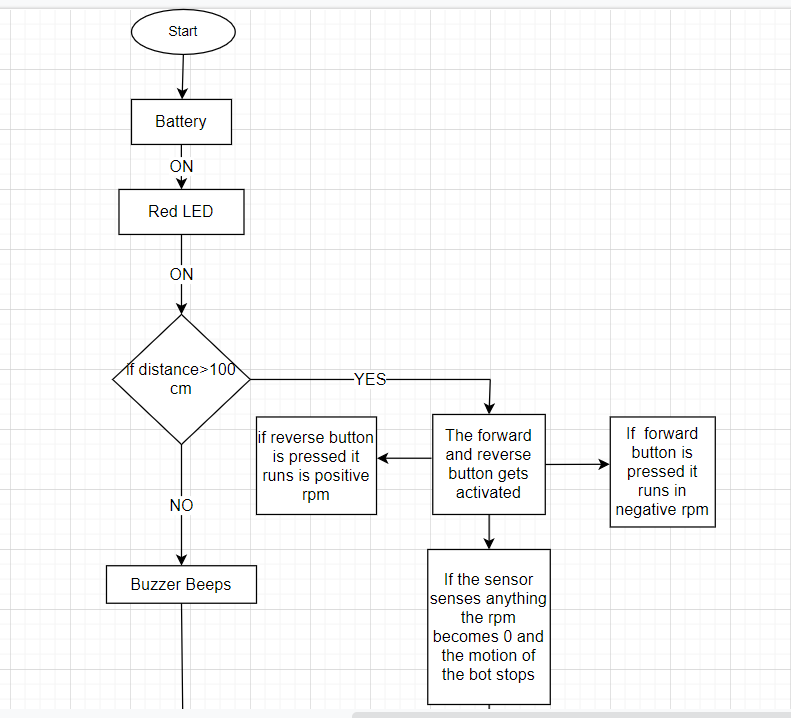 Start
Battery
ON
Red LED
ON
if distance>100
cm
YES
if reverse button
is pressed it
runs is positive
rpm
The forward
and reverse
button gets
activated
If  forward
button is
pressed it
runs in
negative rpm
NO
Buzzer Beeps
If the sensor
senses anything
the rpm
becomes 0 and
the motion of
the bot stops